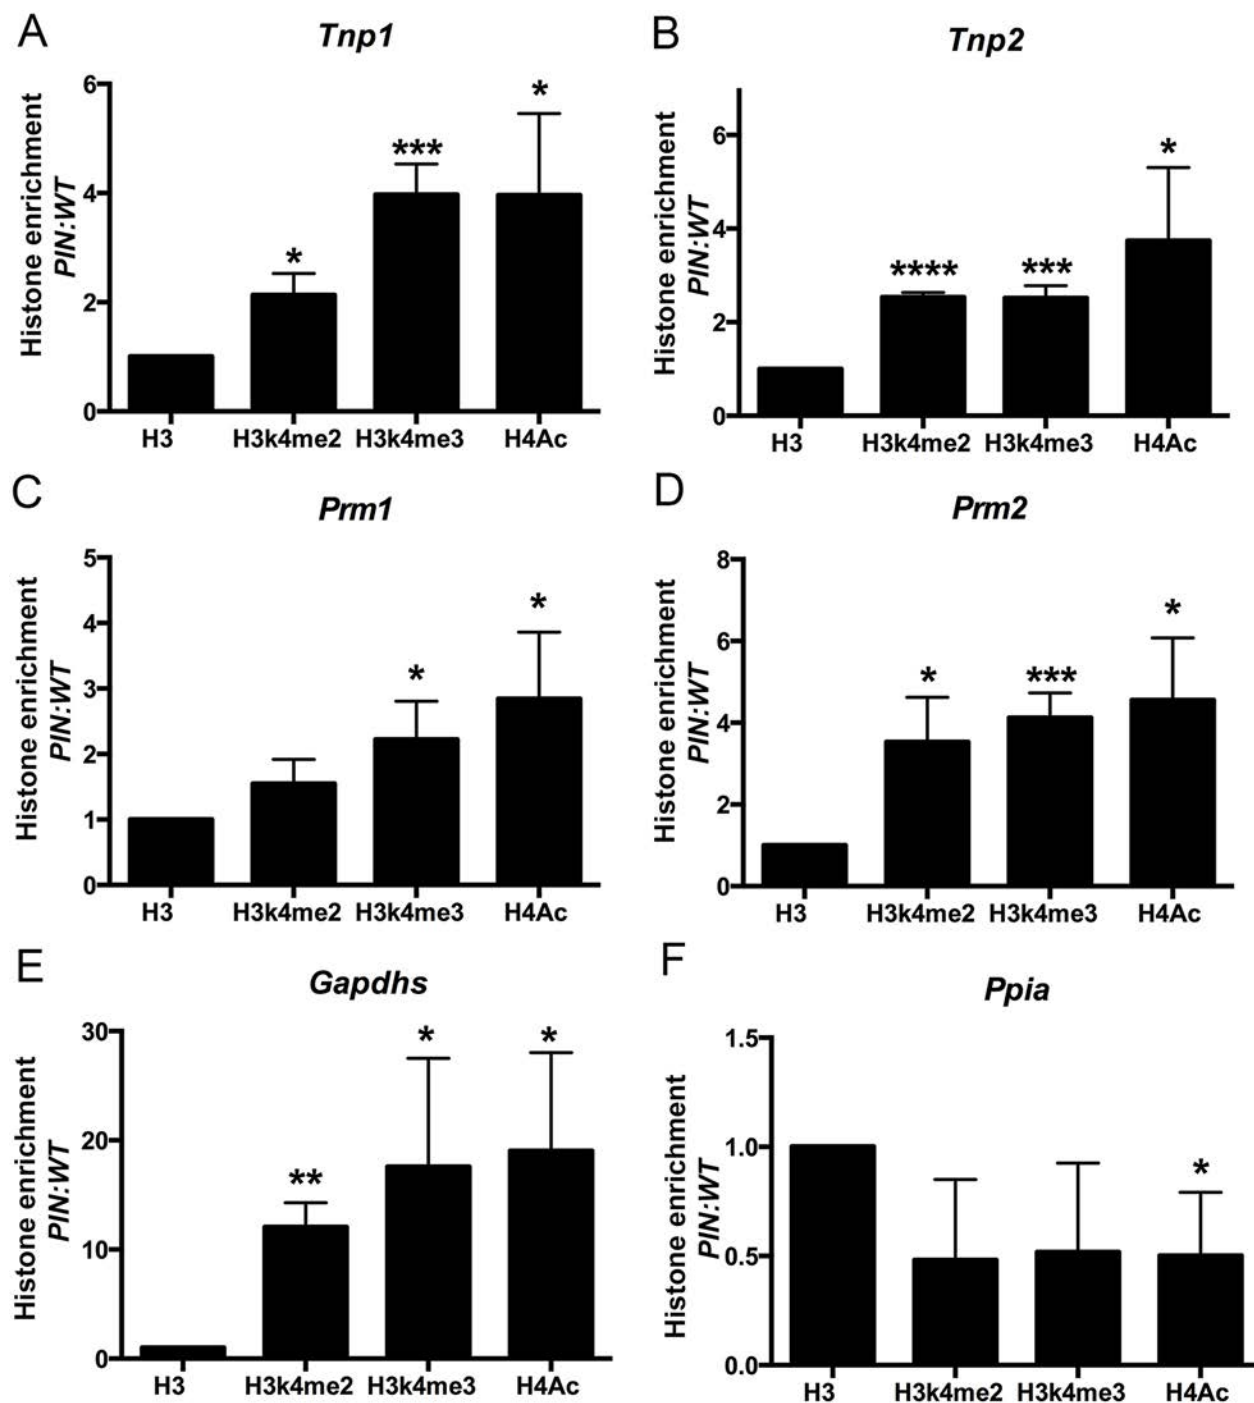 A
Tnp1
Histone enrichment
PIN:WT
6
4
2
0
*
***
*
H3
H3k4me2
H3k4me3
H4Ac
B
Tnp2
Histone enrichment
PIN:WT
6
4
2
0
****
***
*
H3
H3k4me2
H3k4me3
H4Ac
C
Prm1
Histone enrichment
PIN:WT
5
4
3
2
1
0
*
*
H3
H3k4me2
H3k4me3
H4Ac
D
Prm2
Histone enrichment
PIN:WT
8
6
4
2
0
*
***
*
H3
H3k4me2
H3k4me3
H4Ac
E
Gapdhs
Histone enrichment
PIN:WT
30
20
10
0
**
*
*
H3
H3k4me2
H3k4me3
H4Ac
F
Ppia
Histone enrichment
PIN:WT
1.5
1.0
0.5
0.0
*
H3
H3k4me2
H3k4me3
H4Ac